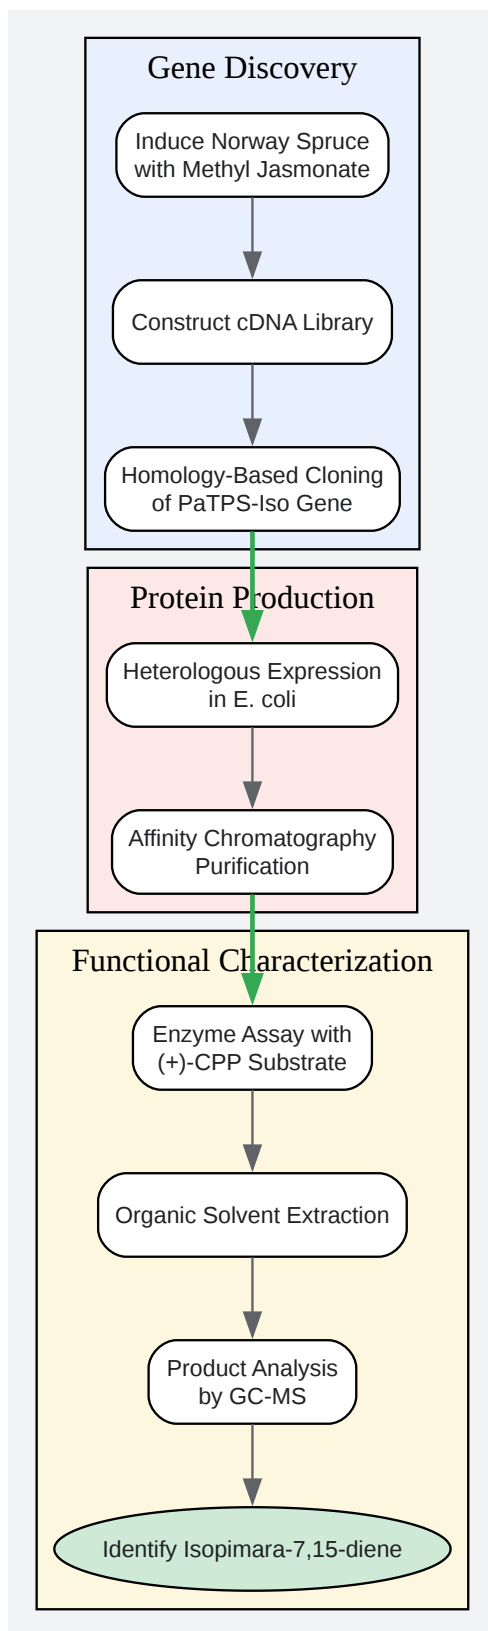 Gene Discovery
Induce Norway Spruce
with Methyl Jasmonate
Construct cDNA Library
Homology-Based Cloning
of PaTPS-Iso Gene
Protein Production
Heterologous Expression
in E. coli
Affinity Chromatography
Purification
Functional Characterization
Enzyme Assay with
(+)-CPP Substrate
Organic Solvent Extraction
Product Analysis
by GC-MS
Identify Isopimara-7,15-diene